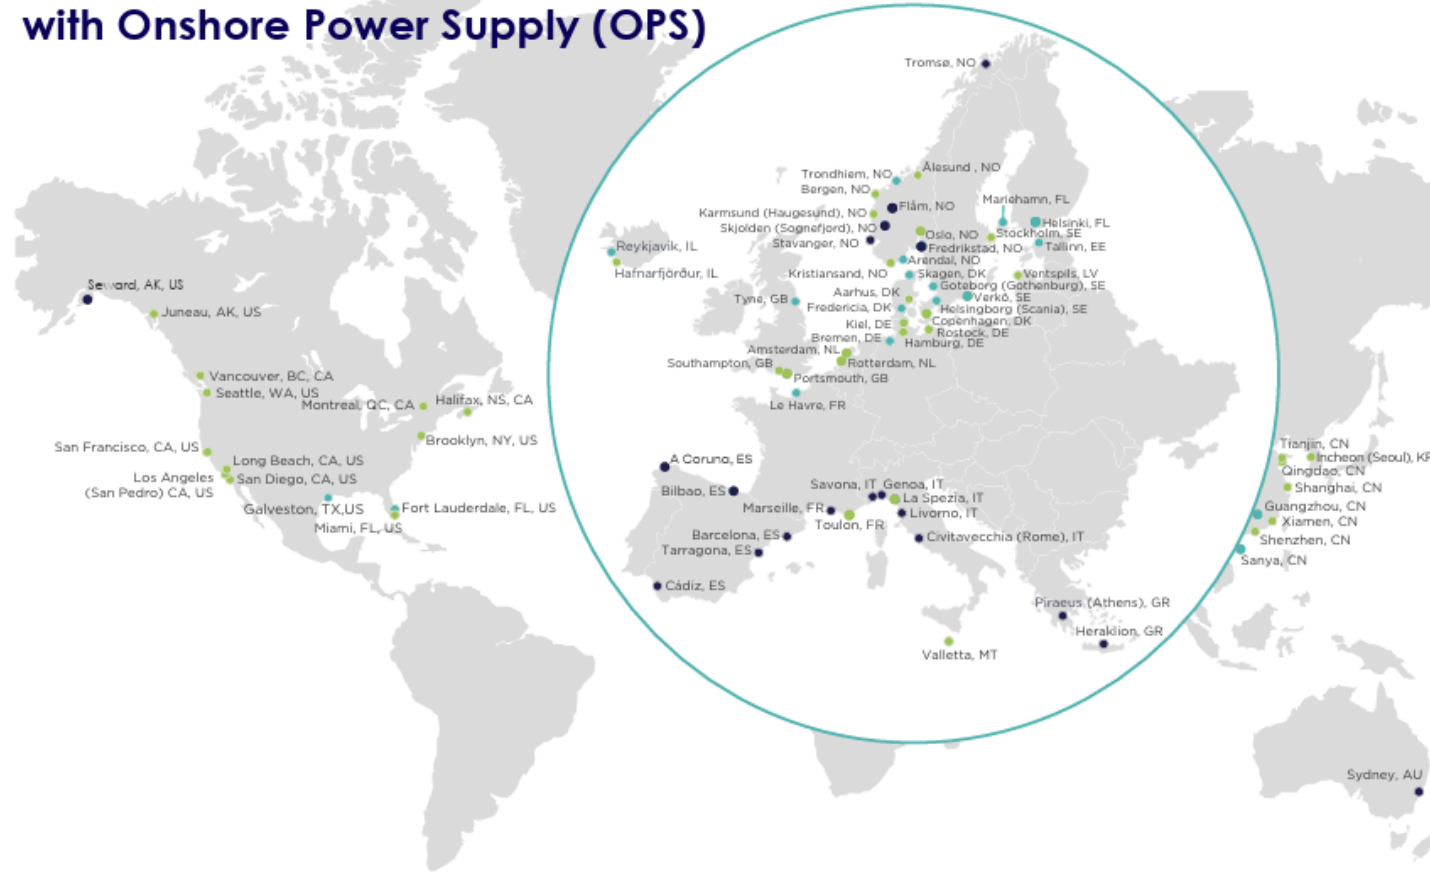 with Onshore Power Supply (OPS)
Tromsø, NO
Ålesund , NO
Trondhiem, NO
Bergen, NO
Mariehamn, FL
Flåm, NO
Karmsund (Haugesund), NO
Helsinki, FL
Skjolden (Sognefjord), NO
Oslo, NO
Stockholm, SE
Stavanger, NO
Fredrikstad, NO
Tallinn, EE
Reykjavik, IL
Arendal, NO
Hafnarfjörður, IL
Kristiansand, NO
Skagen, DK
Ventspils, LV
Goteborg (Gothenburg), SE
Aarhus, DK
Verkö, SE
Tyne, GB
Fredericia, DK
Helsingborg (Scania), SE
Kiel, DE
Copenhagen, DK
Rostock, DE
Bremen, DE
Hamburg, DE
Amsterdam, NL
Southampton, GB
Rotterdam, NL
Portsmouth, GB
Le Havre, FR
Seward, AK, US
Juneau, AK, US
Vancouver, BC, CA
Seattle, WA, US
Montreal, QC, CA
Halifax, NS, CA
Brooklyn, NY, US
San Francisco, CA, US
Long Beach, CA, US
Los Angeles
(San Pedro) CA, US
San Diego, CA, US
Galveston, TX,US
Fort Lauderdale, FL, US
Miami, FL, US
A Coruna, ES
Bilbao, ES
Savona, IT
Genoa, IT
La Spezia, IT
Marseille, FR
Livorno, IT
Toulon, FR
Barcelona, ES
Civitavecchia (Rome), IT
Tarragona, ES
Cádiz, ES
Piraeus (Athens), GR
Heraklion, GR
Valletta, MT
Tianjin, CN
Incheon (Seoul), KR
Qingdao, CN
Shanghai, CN
Guangzhou, CN
Xiamen, CN
Shenzhen, CN
Sanya, CN
Sydney, AU